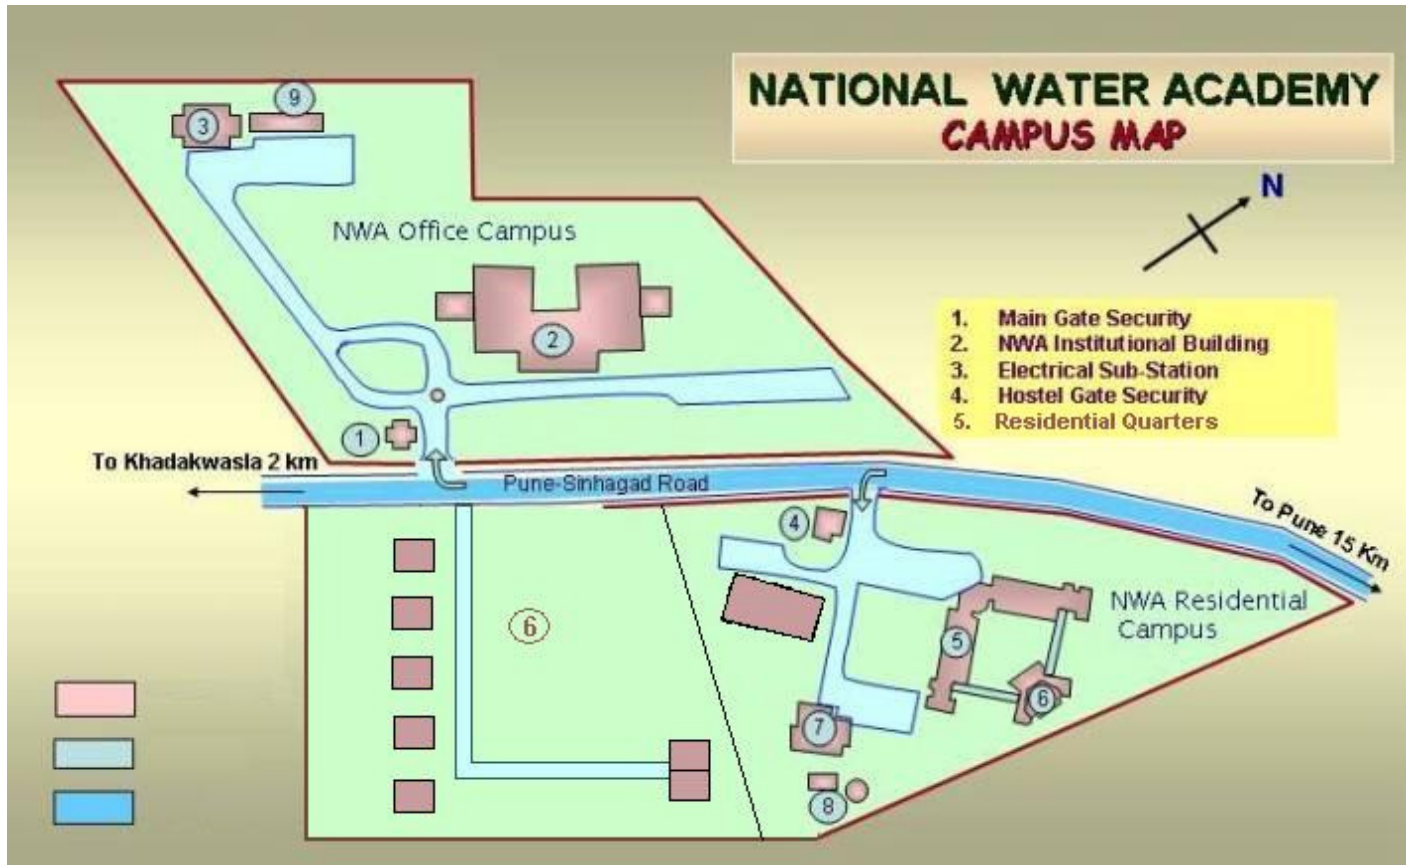 NATIONAL WATER ACADEMY
CAMPUS MAP
N
9
3
NWA Office Campus
2
1. Main Gate Security
2. NWA Institutional Building
3. Electrical Sub-Station
4. Hostel Gate Security
5. Residential Quarters
1
To Khadakwasla 2 km
Pune-Sinhagad Road
To Pune 15 Km
4
6
NWA Residential
Campus
5
6
7
8